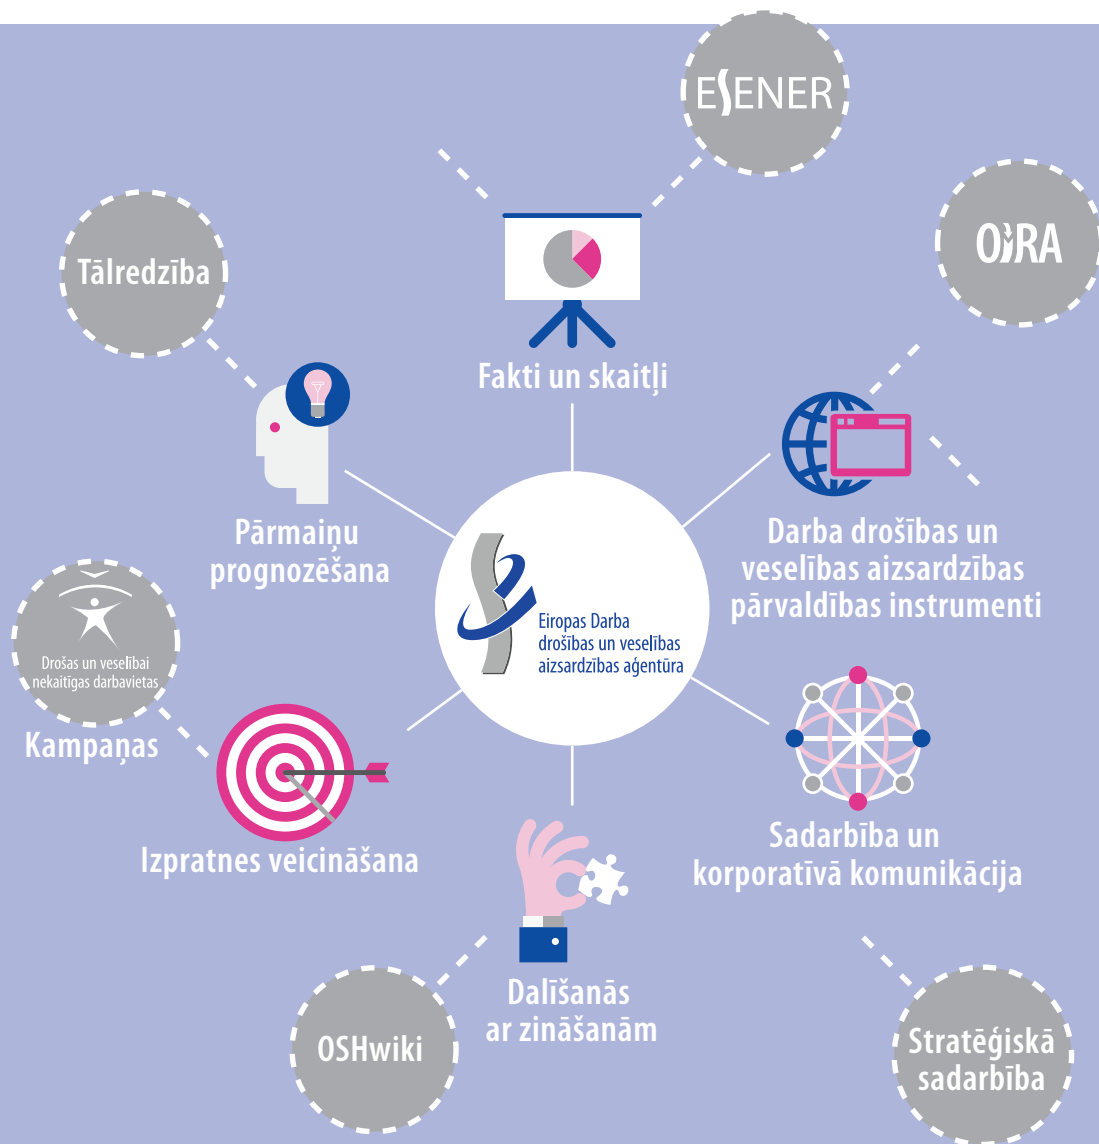 ESENER
OiRA
Tālredzība
Fakti un skaitļi
Pārmaiņu
prognozēšana
Darba drošības un
veselības aizsardzības
pārvaldības instrumenti
Eiropas Darba
drošības un veselības
aizsardzības aģentūra
Drošas un veselībai
nekaitīgas darbavietas
Kampaņas
Izpratnes veicināšana
Sadarbība un
korporatīvā komunikācija
Dalīšanās
ar zināšanām
OSHwiki
Stratēģiskā
sadarbība